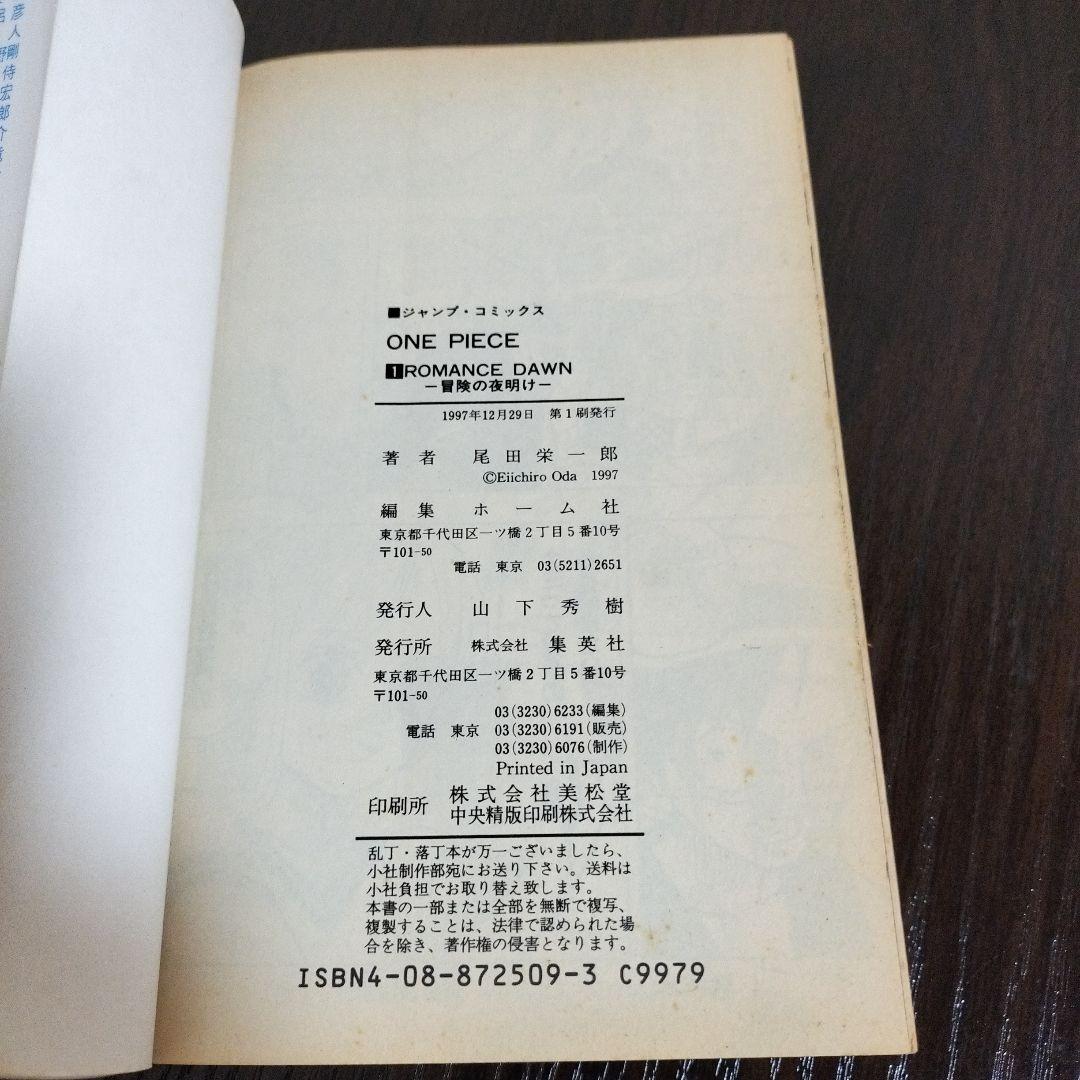 ■ジャンプ・コミックス
ONE PIECE
1 ROMANCE DAWN
―冒険の夜明け―
1997年12月29日 第1刷発行
著者 尾田栄一郎
©Eiichiro Oda 1997
編集 ホーム社
東京都千代田区一ツ橋2丁目5番10号
〒101-50
電話 東京 03(5211)2651
発行人 山下秀樹
発行所 株式会社 集英社
東京都千代田区一ツ橋2丁目5番10号
〒101-50
03(3230)6233(編集)
電話 東京 03(3230)6191(販売)
03(3230)6076(制作)
Printed in Japan
印刷所 株式会社美松堂
中央精版印刷株式会社
乱丁・落丁本が万一ございましたら、
小社制作部宛にお送り下さい。送料は
小社負担でお取り替え致します。
本書の一部または全部を無断で複写、
複製することは、法律で認められた場
合を除き、著作権の侵害となります。
ISBN4-08-872509-3 C9979